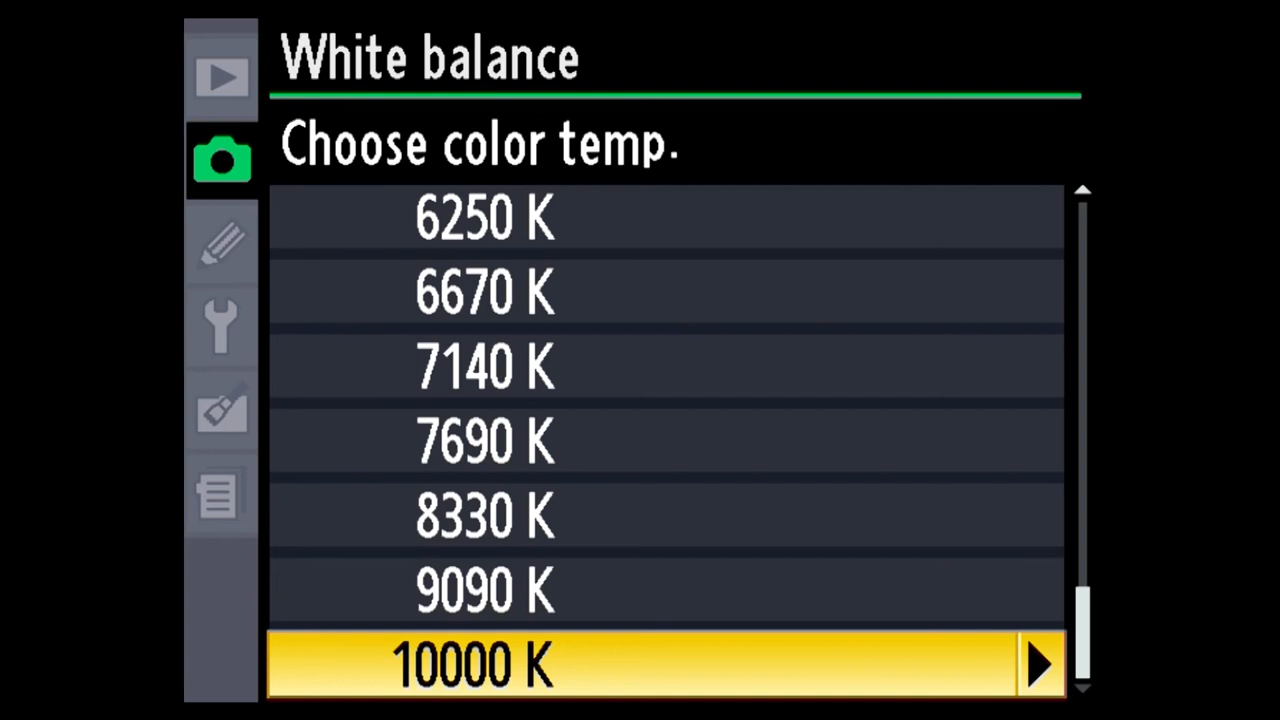 White balance
Choose color temp.
6250 K
6670 K
7140 K
7690 K
8330 K
9090 K
10000 K